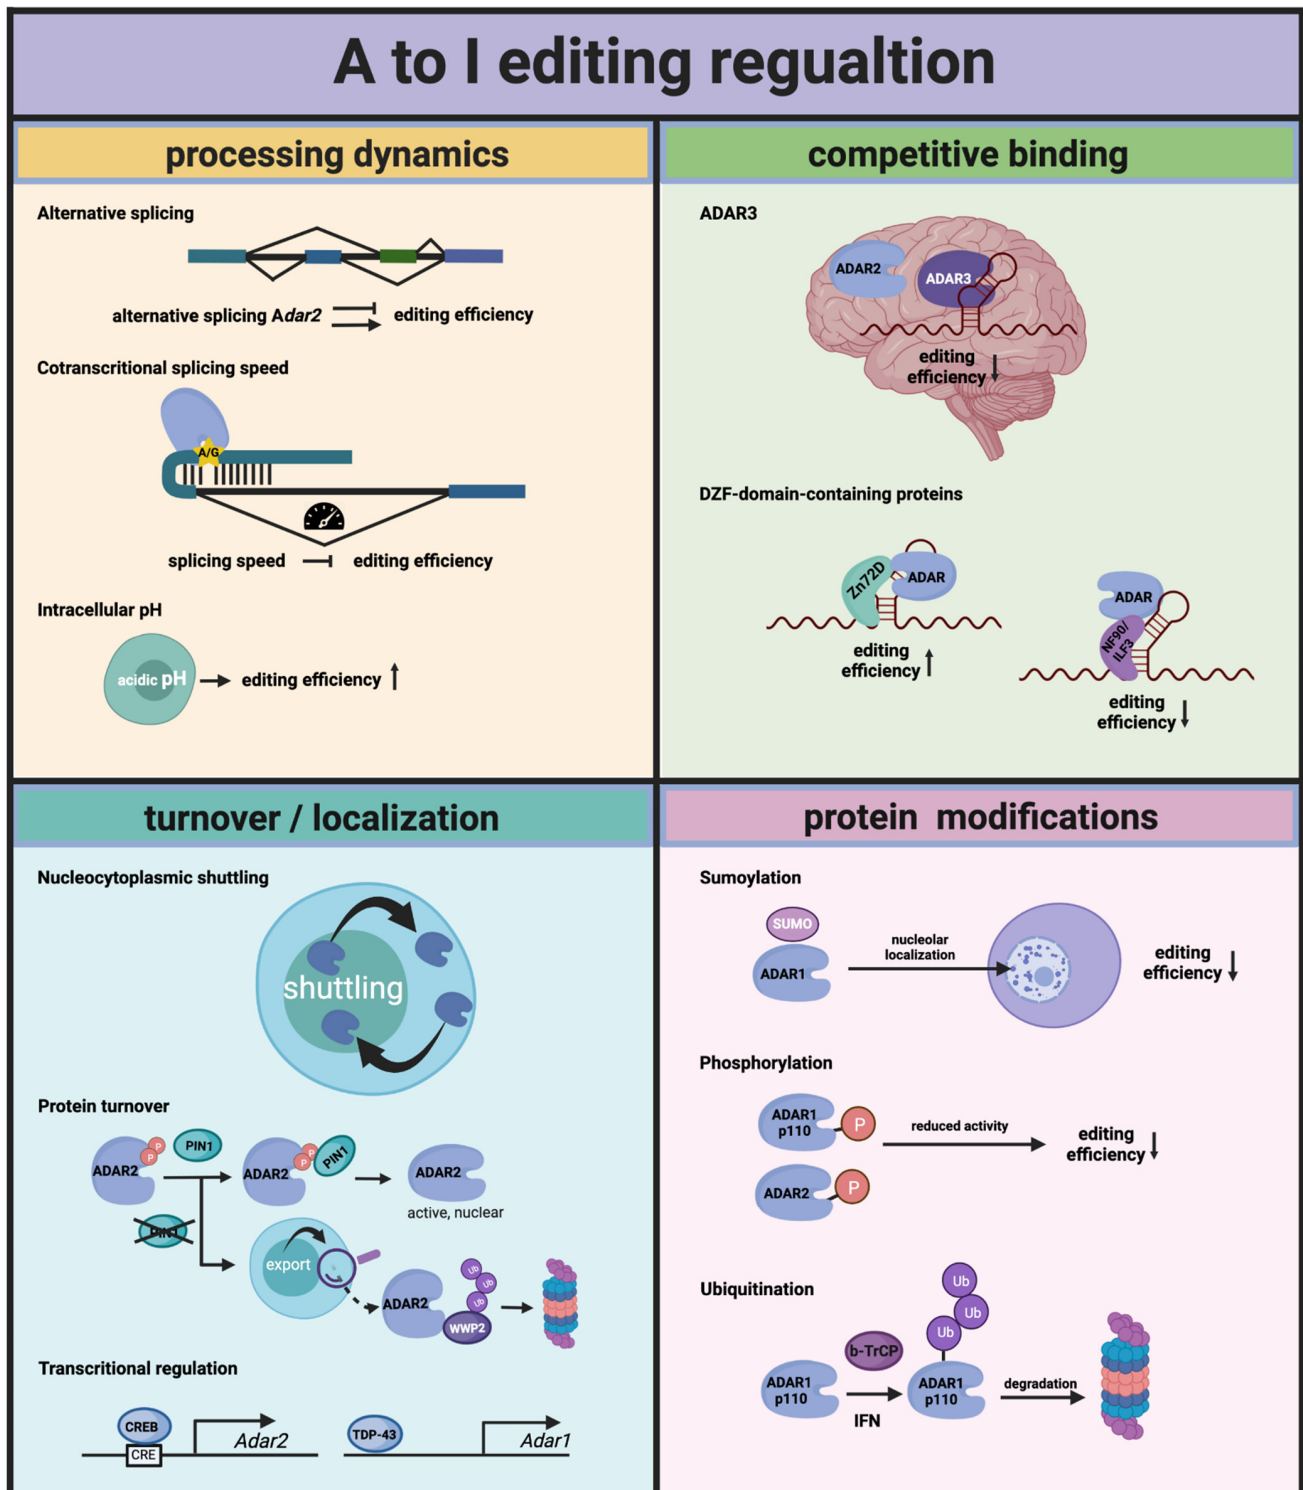 A to I editing regualtion
processing dynamics
Alternative splicing
alternative splicing Adar2 editing efficiency
Cotranscritional splicing speed
A/G
splicing speed editing efficiency
Intracellular pH
acidic pH editing efficiency
competitive binding
ADAR3
ADAR2
ADAR3
editing
efficiency
DZF-domain-containing proteins
Zn72D
ADAR
editing
efficiency
ADAR
NF90/
ILF3
editing
efficiency
turnover / localization
Nucleocytoplasmic shuttling
shuttling
Protein turnover
ADAR2
P
P
PIN1
ADAR2
P
P
PIN1
ADAR2
active, nuclear
PIN1
export
ADAR2
Ub
Ub
Ub
WWP2
Transcritional regulation
CREB
CRE
Adar2
TDP-43
Adar1
protein modifications
Sumoylation
SUMO
ADAR1
nucleolar
localization
editing
efficiency
Phosphorylation
ADAR1
p110
P
reduced activity
editing
efficiency
ADAR2
P
Ubiquitination
Ub
Ub
Ub
b-TrCP
ADAR1
p110
IFN
ADAR1
p110
degradation